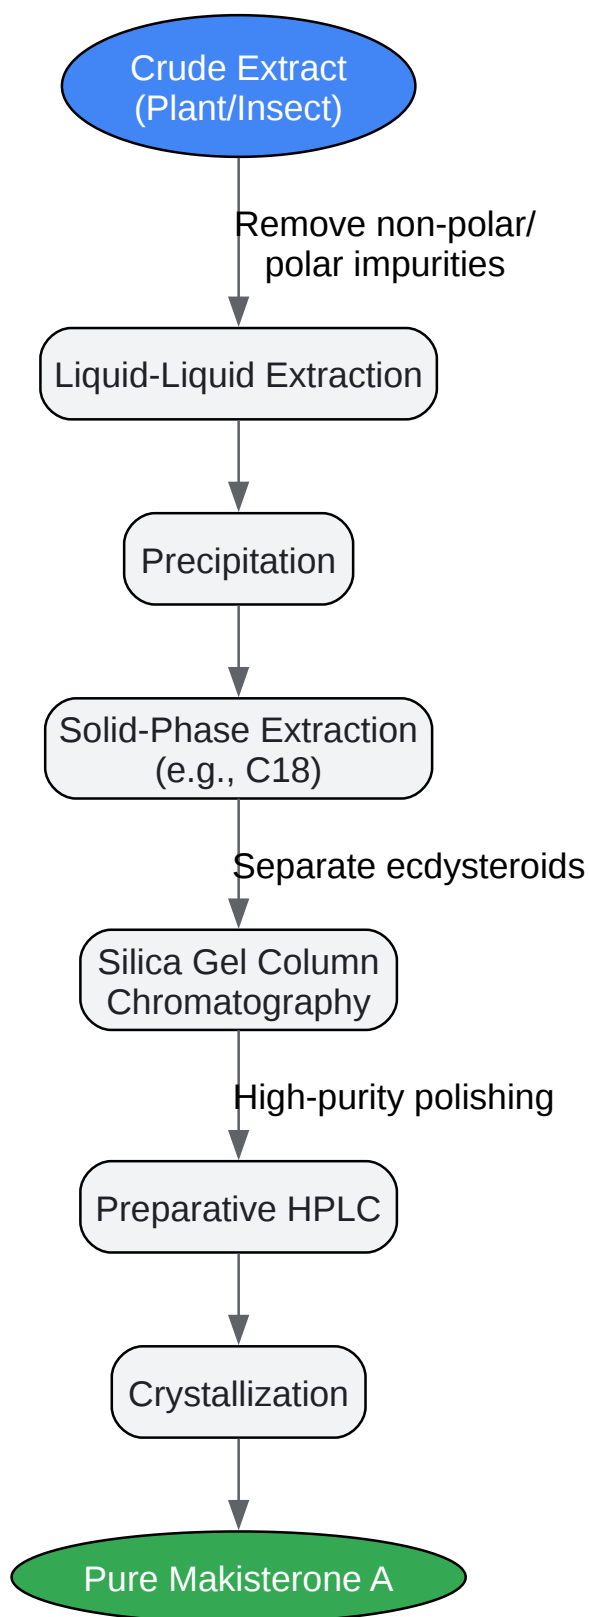 Crude Extract
(Plant/Insect)
Remove non-polar/
polar impurities
Liquid-Liquid Extraction
Precipitation
Solid-Phase Extraction
(e.g., C18)
Separate ecdysteroids
Silica Gel Column
Chromatography
High-purity polishing
Preparative HPLC
Crystallization
Pure Makisterone A